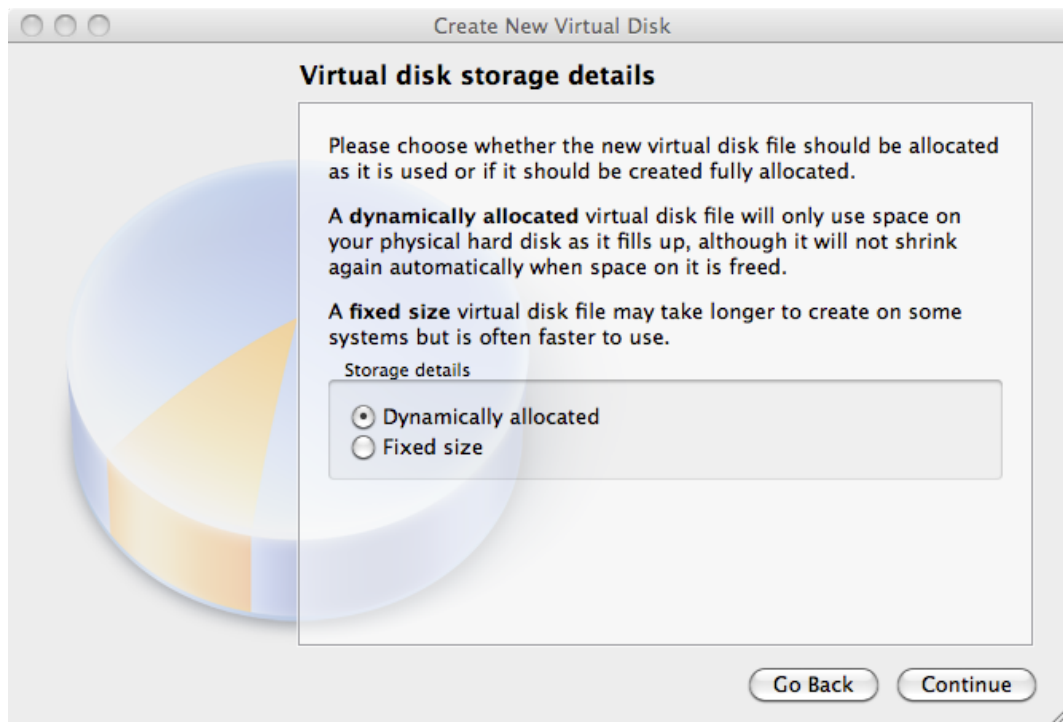 Create New Virtual Disk
Virtual disk storage details
Please choose whether the new virtual disk file should be allocated
as it is used or if it should be created fully allocated.
A dynamically allocated virtual disk file will only use space on
your physical hard disk as it fills up, although it will not shrink
again automatically when space on it is freed.
A fixed size virtual disk file may take longer to create on some
systems but is often faster to use.
Storage details
Dynamically allocated
Fixed size
Go Back
Continue